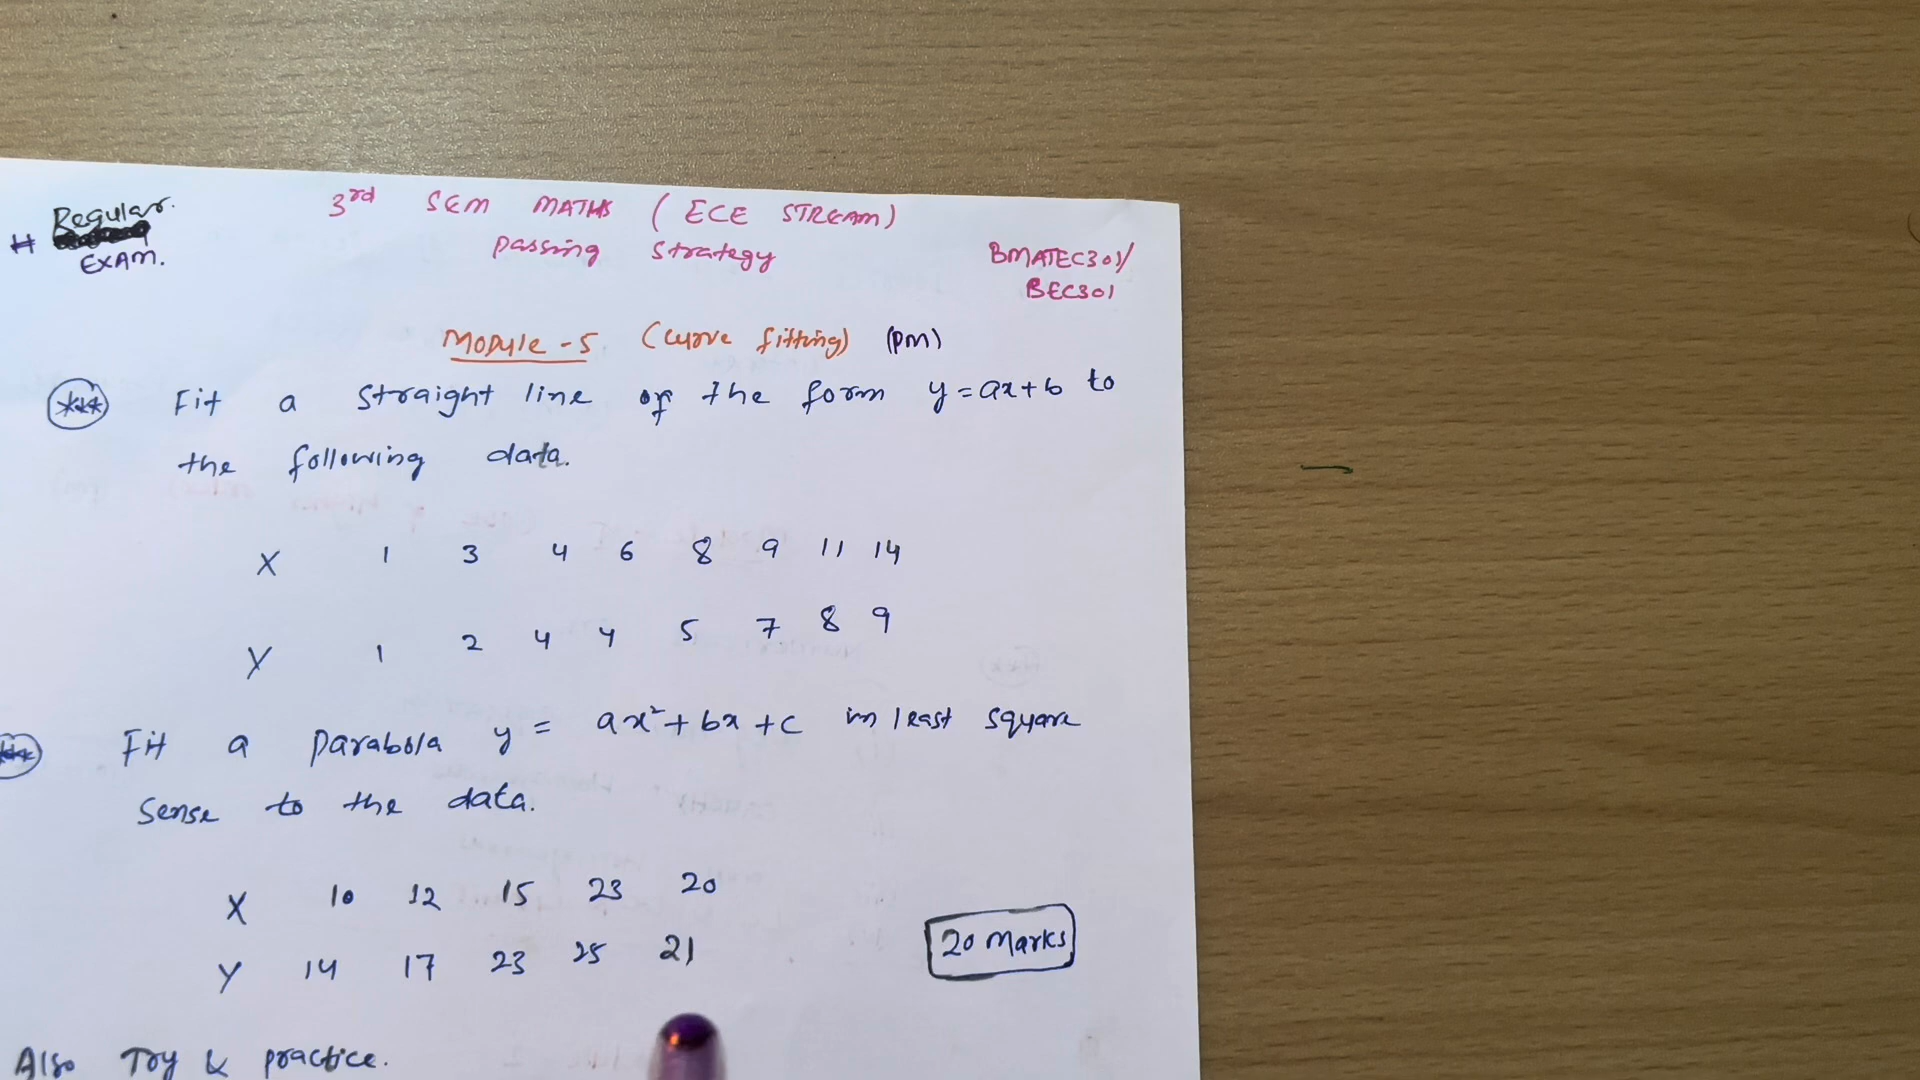 # Regular.
EXAM.
3rd SEM MATHS (ECE STREAM)
passing strategy
BMATEC301/
BEC301
Module-5 (curve fitting) (pm)
*** Fit a straight line of the form y=ax+b to
the following data.
X 1 3 4 6 8 9 11 14
Y 1 2 4 4 5 7 8 9
Fit a parabola y = ax²+bx+c in least square
sense to the data.
X 10 12 15 23 20
Y 14 17 23 25 21
20 Marks
Also Try & practice.